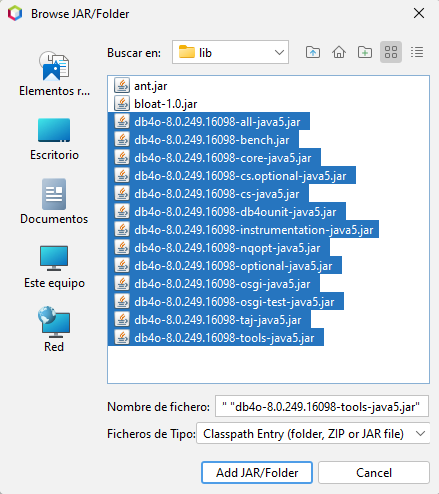 Browse JAR/Folder
Buscar en:
lib
Elementos r...
Escritorio
Documentos
Este equipo
Red
ant.jar
bloat-1.0.jar
db4o-8.0.249.16098-all-java5.jar
db4o-8.0.249.16098-bench.jar
db4o-8.0.249.16098-core-java5.jar
db4o-8.0.249.16098-cs.optional-java5.jar
db4o-8.0.249.16098-cs-java5.jar
db4o-8.0.249.16098-db4ounit-java5.jar
db4o-8.0.249.16098-instrumentation-java5.jar
db4o-8.0.249.16098-nqopt-java5.jar
db4o-8.0.249.16098-optional-java5.jar
db4o-8.0.249.16098-osgi-java5.jar
db4o-8.0.249.16098-osgi-test-java5.jar
db4o-8.0.249.16098-taj-java5.jar
db4o-8.0.249.16098-tools-java5.jar
Nombre de fichero: " "db4o-8.0.249.16098-tools-java5.jar"
Ficheros de Tipo: Classpath Entry (folder, ZIP or JAR file)
Add JAR/Folder
Cancel